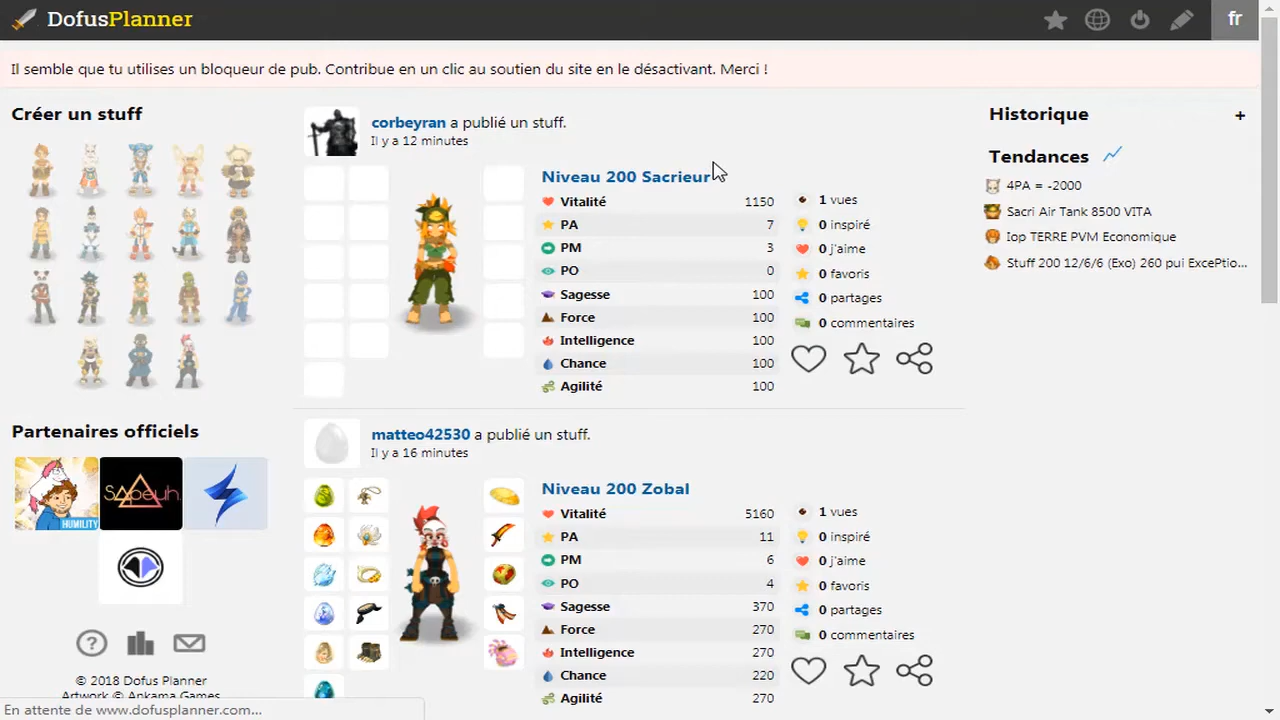 DofusPlanner
fr
Il semble que tu utilises un bloqueur de pub. Contribue en un clic au soutien du site en le désactivant. Merci !
Créer un stuff
Partenaires officiels
HUMILITY
Sapeuh.
© 2018 Dofus Planner
Artwork © Ankama Games
En attente de www.dofusplanner.com...
corbeyran a publié un stuff.
Il y a 12 minutes
Niveau 200 Sacrieur
Vitalité 1150
PA 7
PM 3
PO 0
Sagesse 100
Force 100
Intelligence 100
Chance 100
Agilité 100
1 vues
0 inspiré
0 j'aime
0 favoris
0 partages
0 commentaires
matteo42530 a publié un stuff.
Il y a 16 minutes
Niveau 200 Zobal
Vitalité 5160
PA 11
PM 6
PO 4
Sagesse 370
Force 270
Intelligence 270
Chance 220
Agilité 270
1 vues
0 inspiré
0 j'aime
0 favoris
0 partages
0 commentaires
Historique +
Tendances
4PA = -2000
Sacri Air Tank 8500 VITA
Iop TERRE PVM Economique
Stuff 200 12/6/6 (Exo) 260 pui ExcePtio...